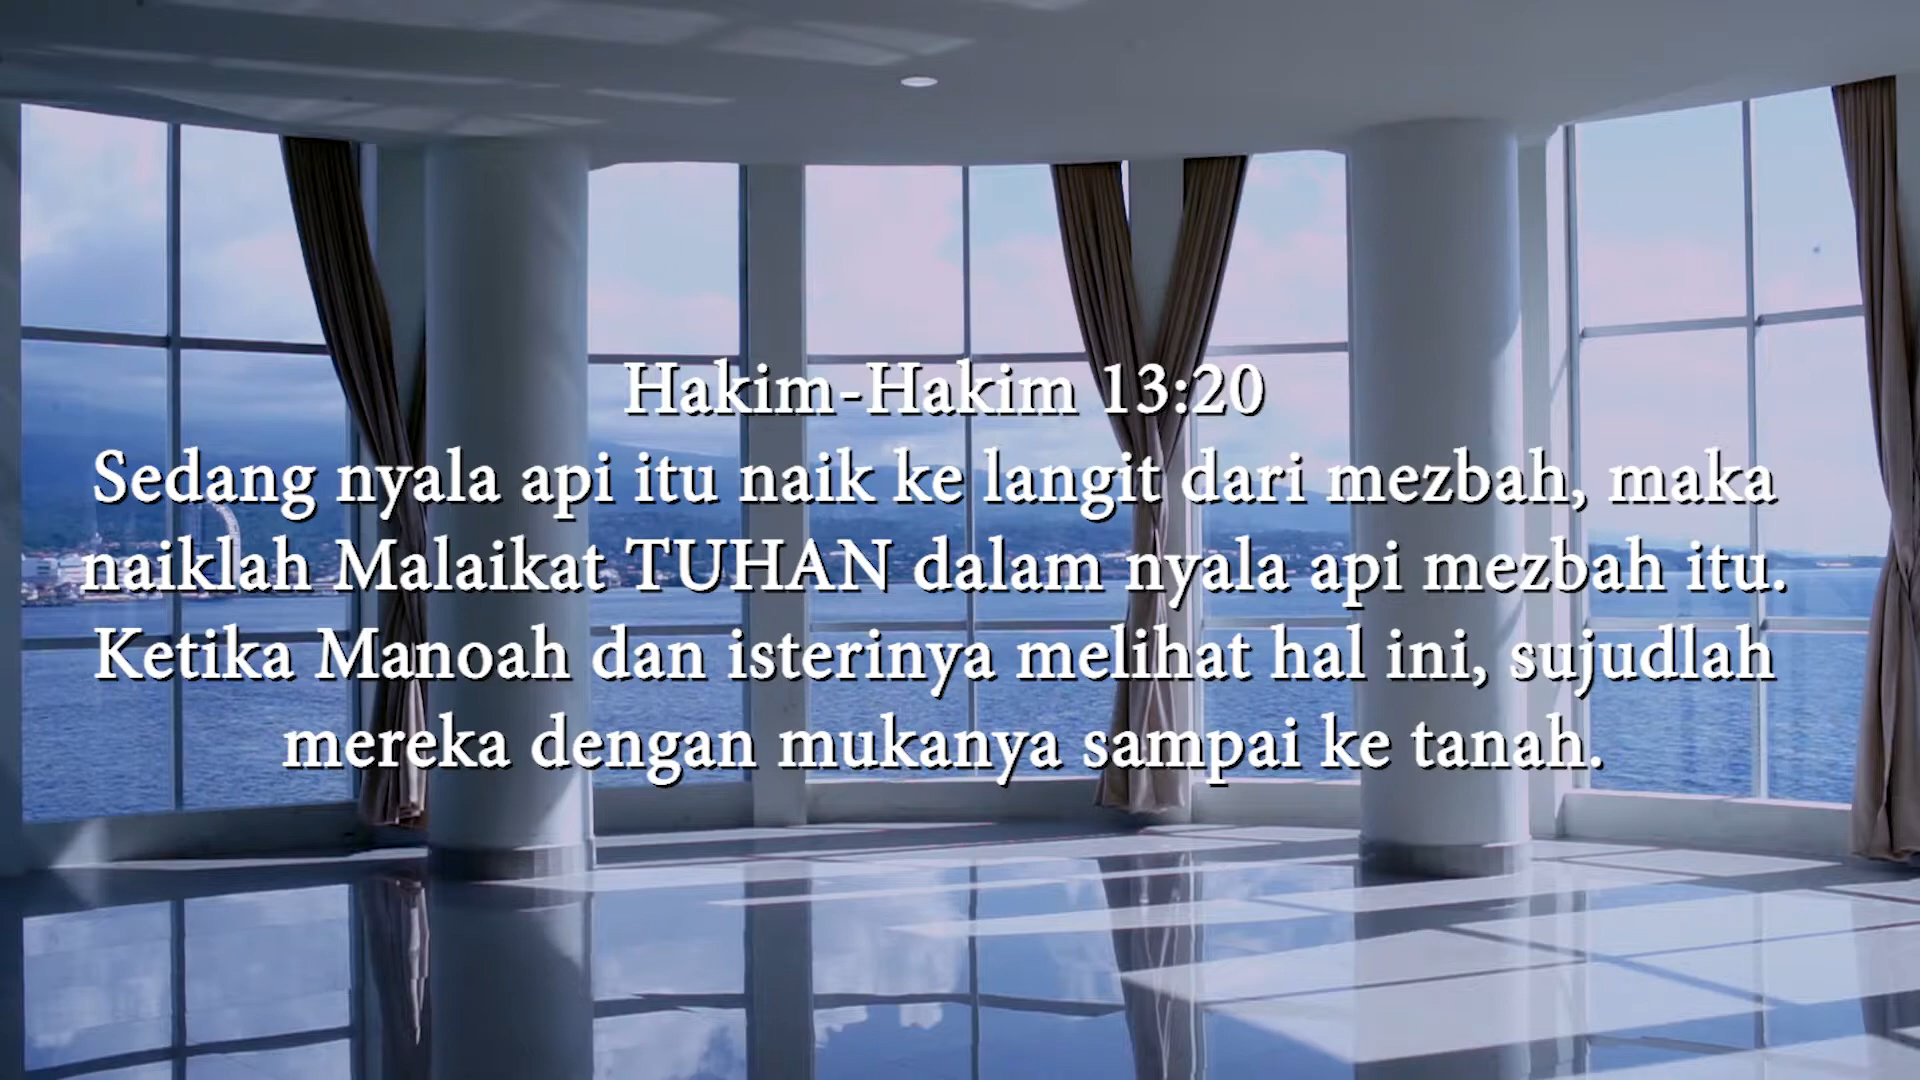 Hakim-Hakim 13:20
Sedang nyala api itu naik ke langit dari mezbah, maka
naiklah Malaikat TUHAN dalam nyala api mezbah itu.
Ketika Manoah dan isterinya melihat hal ini, sujudlah
mereka dengan mukanya sampai ke tanah.